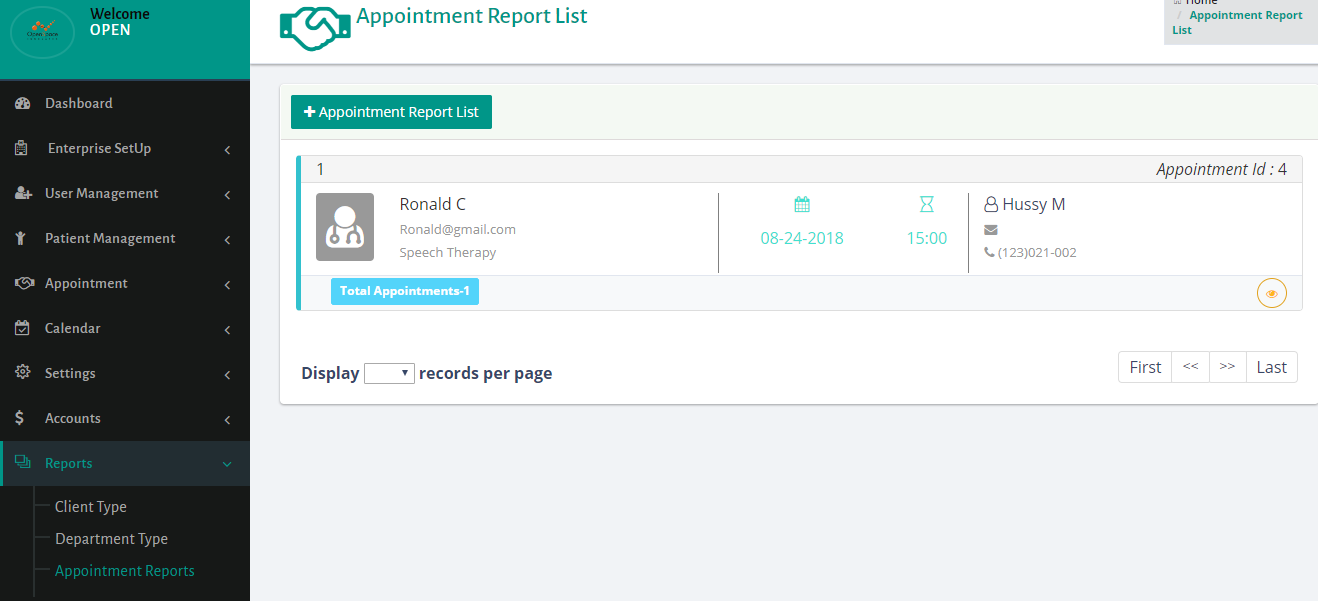 Welcome
OPEN
Dashboard
Enterprise SetUp
User Management
Patient Management
Appointment
Calendar
Settings
Accounts
Reports
Client Type
Department Type
Appointment Reports
Appointment Report List
Home
/ Appointment Report
List
+ Appointment Report List
1
Appointment Id : 4
Ronald C
Ronald@gmail.com
Speech Therapy
08-24-2018
15:00
Hussy M
(123)021-002
Total Appointments-1
Display records per page
First << >> Last